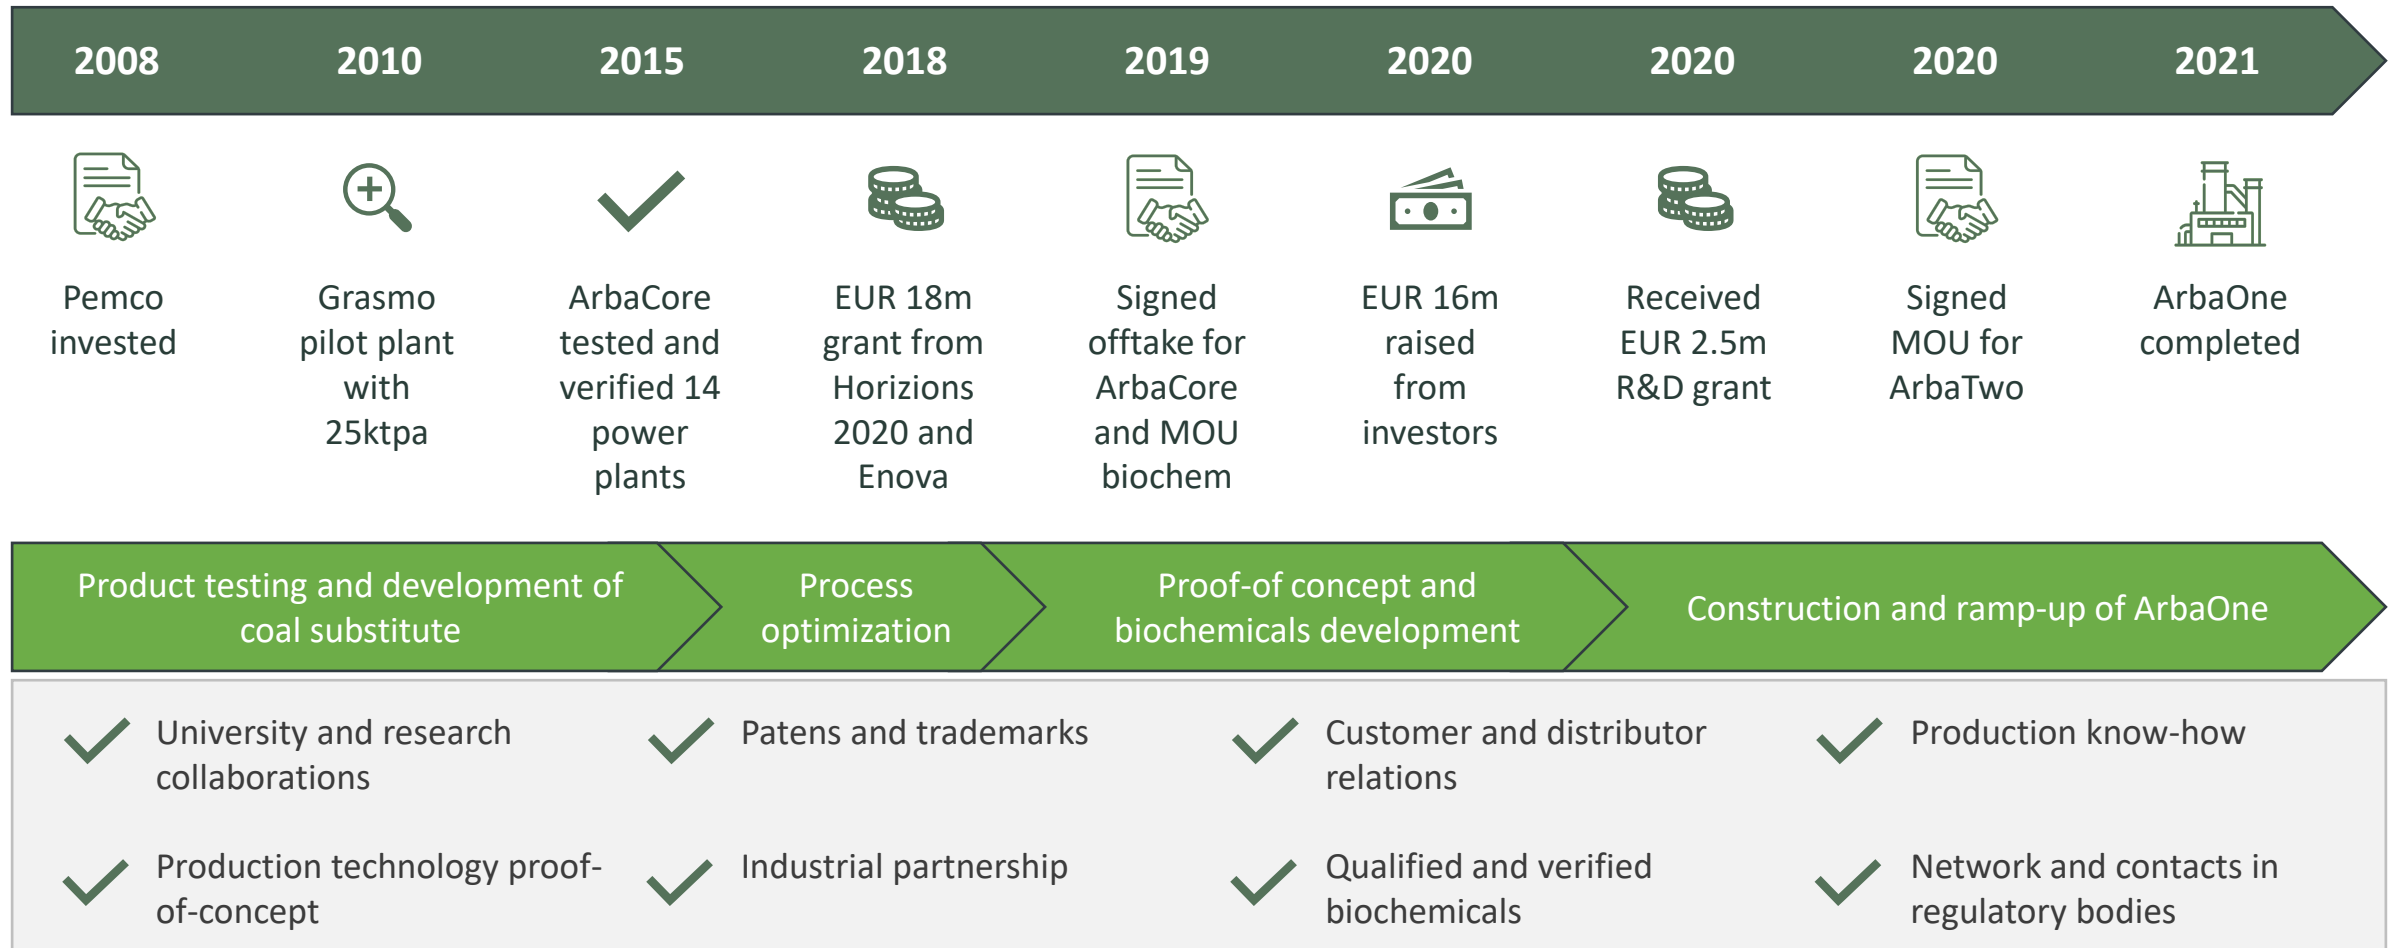 2008 2010 2015 2018 2019 2020 2020 2020 2021
Pemco
invested
Grasmo
pilot plant
with
25ktpa
ArbaCore
tested and
verified 14
power
plants
EUR 18m
grant from
Horizions
2020 and
Enova
Signed
offtake for
ArbaCore
and MOU
biochem
EUR 16m
raised
from
investors
Received
EUR 2.5m
R&D grant
Signed
MOU for
ArbaTwo
ArbaOne
completed
Product testing and development of
coal substitute
Process
optimization
Proof-of concept and
biochemicals development
Construction and ramp-up of ArbaOne
University and research
collaborations
Patens and trademarks
Customer and distributor
relations
Production know-how
Production technology proof-
of-concept
Industrial partnership
Qualified and verified
biochemicals
Network and contacts in
regulatory bodies